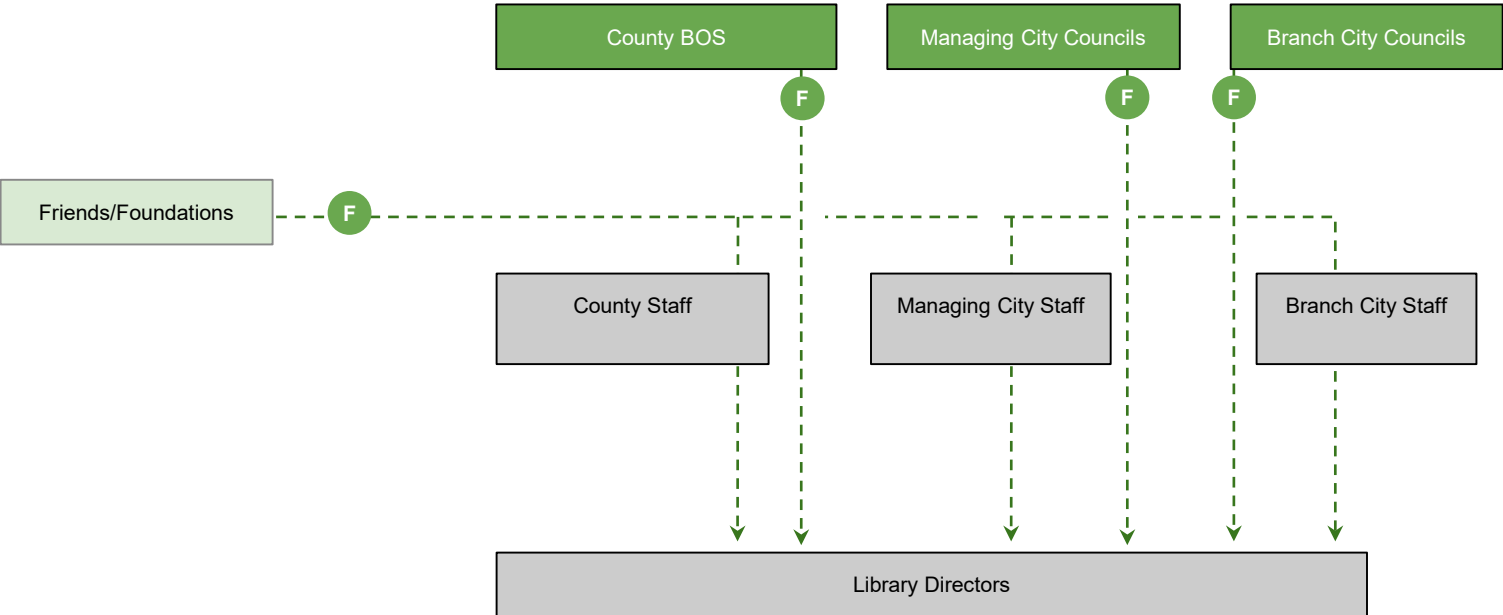 County BOS
Managing City Councils
Branch City Councils
F
F
F
Friends/Foundations
F
County Staff
Managing City Staff
Branch City Staff
Library Directors